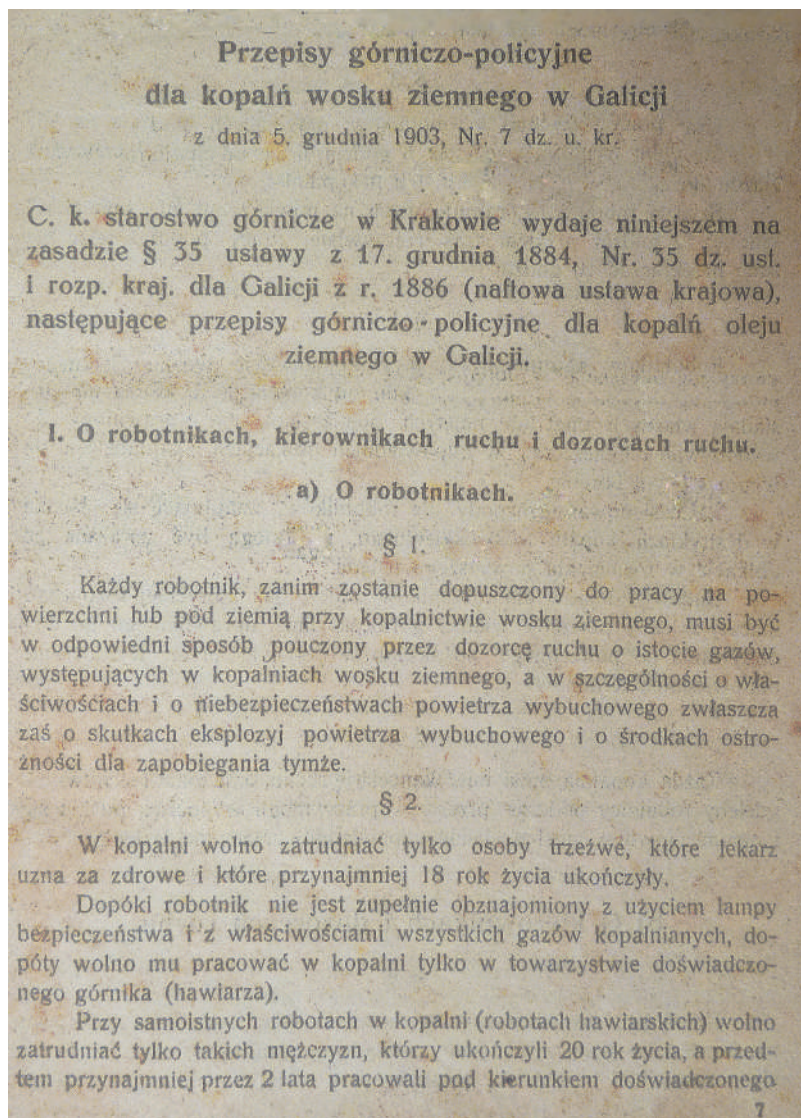 Przepisy górniczo-policyjne
dla kopalń wosku ziemnego w Galicji
z dnia 5. grudnia 1903, Nr. 7 dz. u. kr.
C. k. starostwo górnicze w Krakowie wydaje niniejszem na
zasadzie § 35 ustawy z 17. grudnia 1884, Nr. 35 dz. ust.
i rozp. kraj. dla Galicji z r. 1886 (naftowa ustawa krajowa),
następujące przepisy górniczo-policyjne dla kopalń oleju
ziemnego w Galicji.
I. O robotnikach, kierownikach ruchu i dozorcach ruchu.
a) O robotnikach.
§ 1.
Każdy robotnik, zanim zostanie dopuszczony do pracy na po-
wierzchni lub pod ziemią przy kopalnictwie wosku ziemnego, musi być
w odpowiedni sposób pouczony przez dozorcę ruchu o istocie gazów,
występujących w kopalniach wosku ziemnego, a w szczególności o wła-
ściwościach i o niebezpieczeństwach powietrza wybuchowego zwłaszcza
zaś o skutkach eksplozyj powietrza wybuchowego i o środkach ostro-
żności dla zapobiegania tymże.
§ 2.
W kopalni wolno zatrudniać tylko osoby trzeźwe, które lekarz
uzna za zdrowe i które przynajmniej 18 rok życia ukończyły.
Dopóki robotnik nie jest zupełnie obznajomiony z użyciem lampy
bezpieczeństwa i z właściwościami wszystkich gazów kopalnianych, do-
póty wolno mu pracować w kopalni tylko w towarzystwie doświadczo-
nego górnika (hawiarza).
Przy samoistnych robotach w kopalni (robotach hawiarskich) wolno
zatrudniać tylko takich mężczyzn, którzy ukończyli 20 rok życia, a przed-
tem przynajmniej przez 2 lata pracowali pod kierunkiem doświadczonego
7